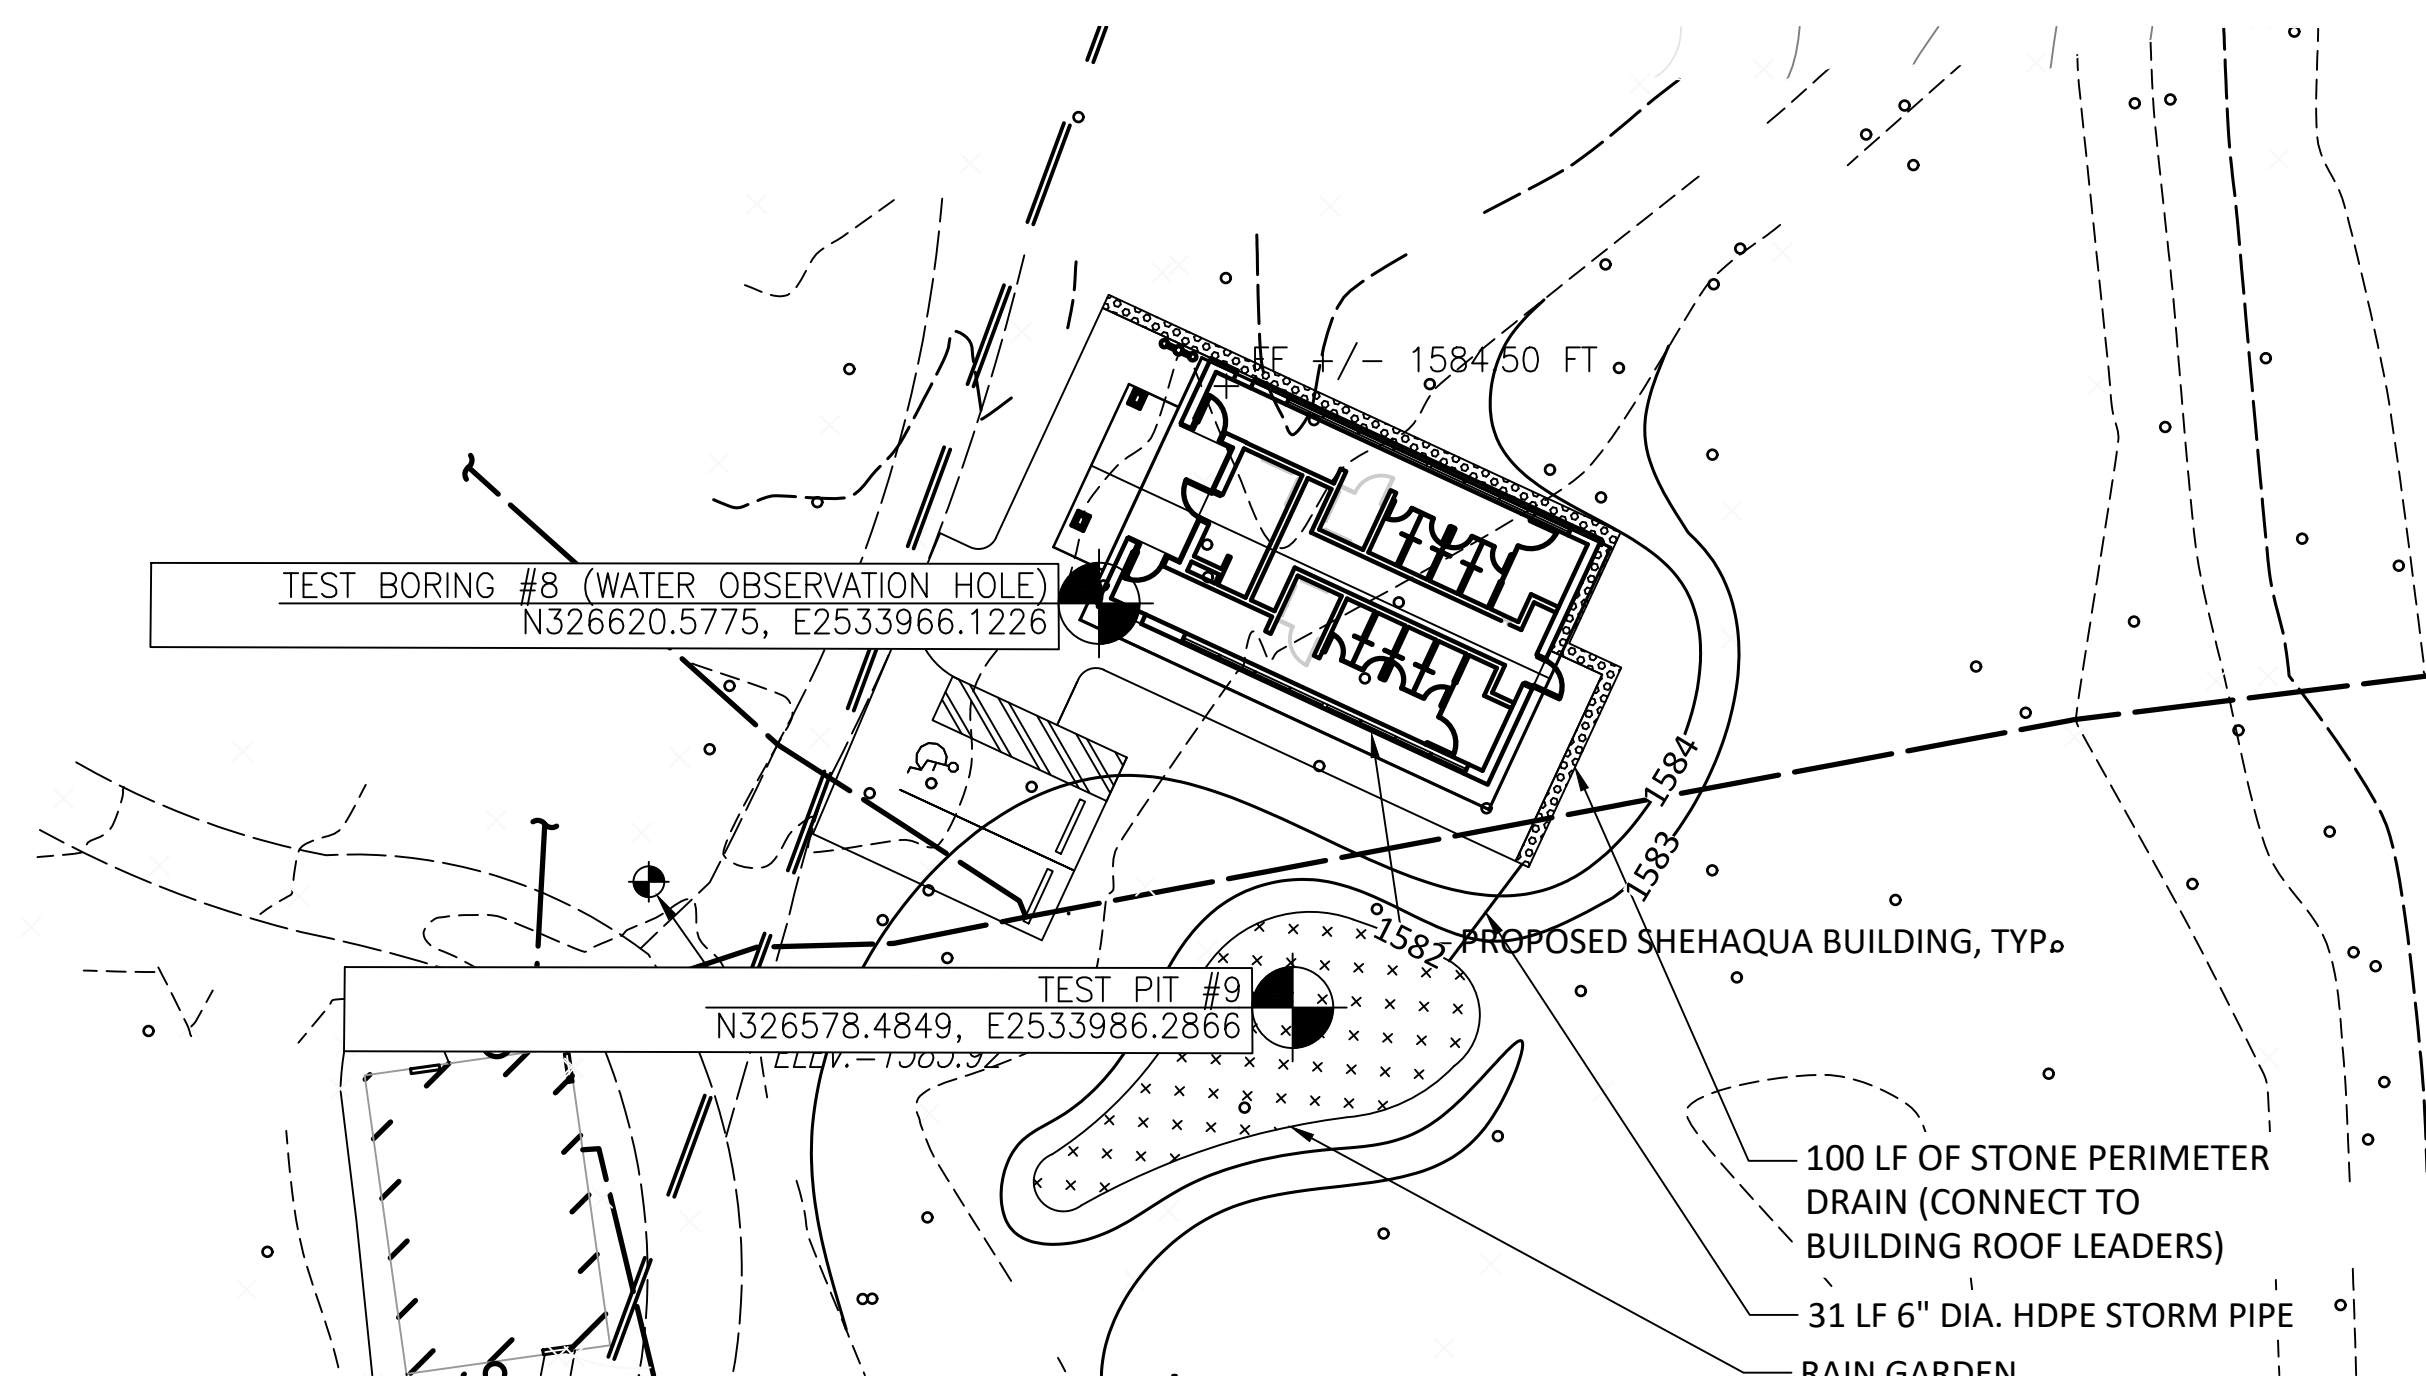 FF +/- 1584.50 FT
TEST BORING #8 (WATER OBSERVATION HOLE)
N326620.5775, E2533966.1226
1584
1583
1582
PROPOSED SHEHAQUA BUILDING, TYP.
TEST PIT #9
N326578.4849, E2533986.2866
100 LF OF STONE PERIMETER
DRAIN (CONNECT TO
BUILDING ROOF LEADERS)
31 LF 6" DIA. HDPE STORM PIPE
RAIN GARDEN